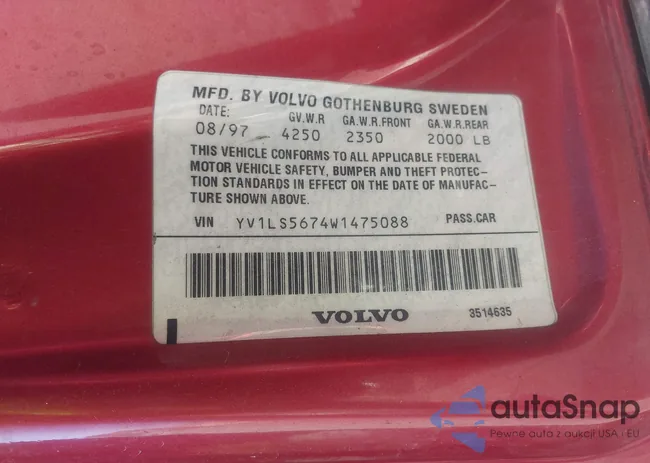 MFD. BY VOLVO GOTHENBURG SWEDEN
DATE: GV.W.R GA.W.R.FRONT GA.W.R.REAR
08/97 4250 2350 2000 LB
THIS VEHICLE CONFORMS TO ALL APPLICABLE FEDERAL
MOTOR VEHICLE SAFETY, BUMPER AND THEFT PROTEC-
TION STANDARDS IN EFFECT ON THE DATE OF MANUFAC-
TURE SHOWN ABOVE.
VIN YV1LS5674W1475088 PASS.CAR
VOLVO 3514635
autaSnap
Pewne auto z aukcji USA i EU